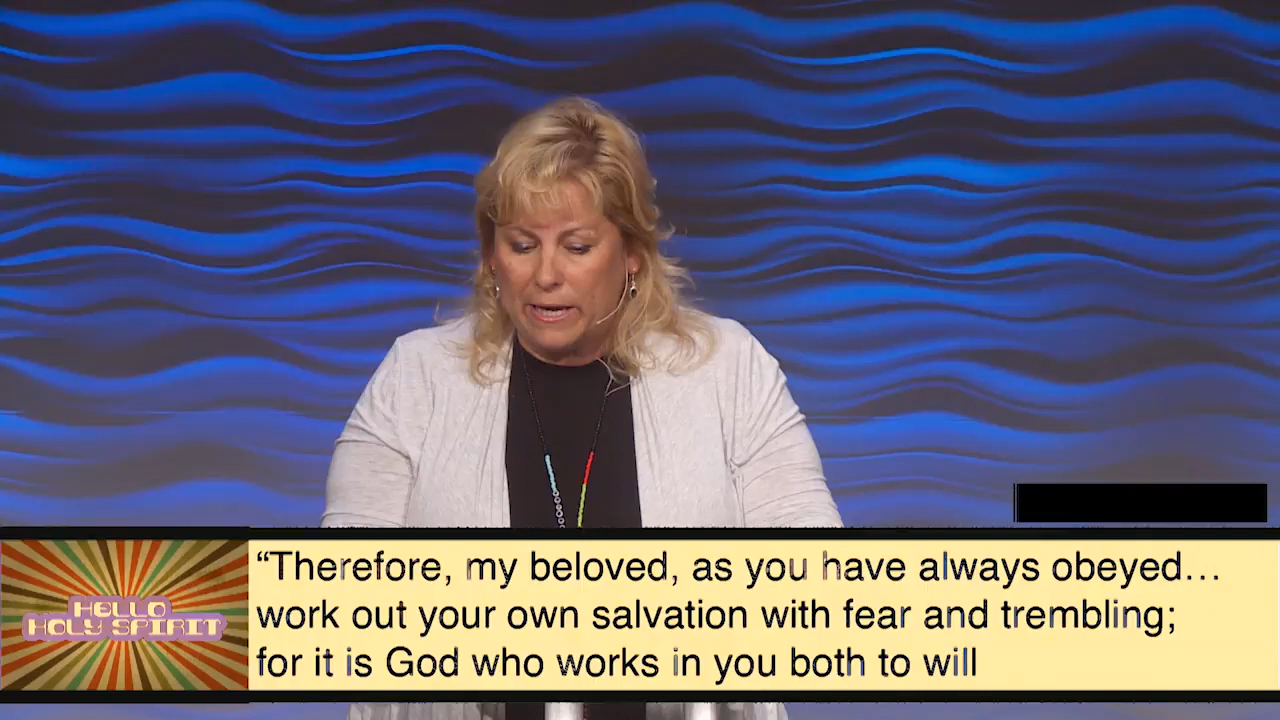 HELLO
HOLY SPIRIT
“Therefore, my beloved, as you have always obeyed…
work out your own salvation with fear and trembling;
for it is God who works in you both to will